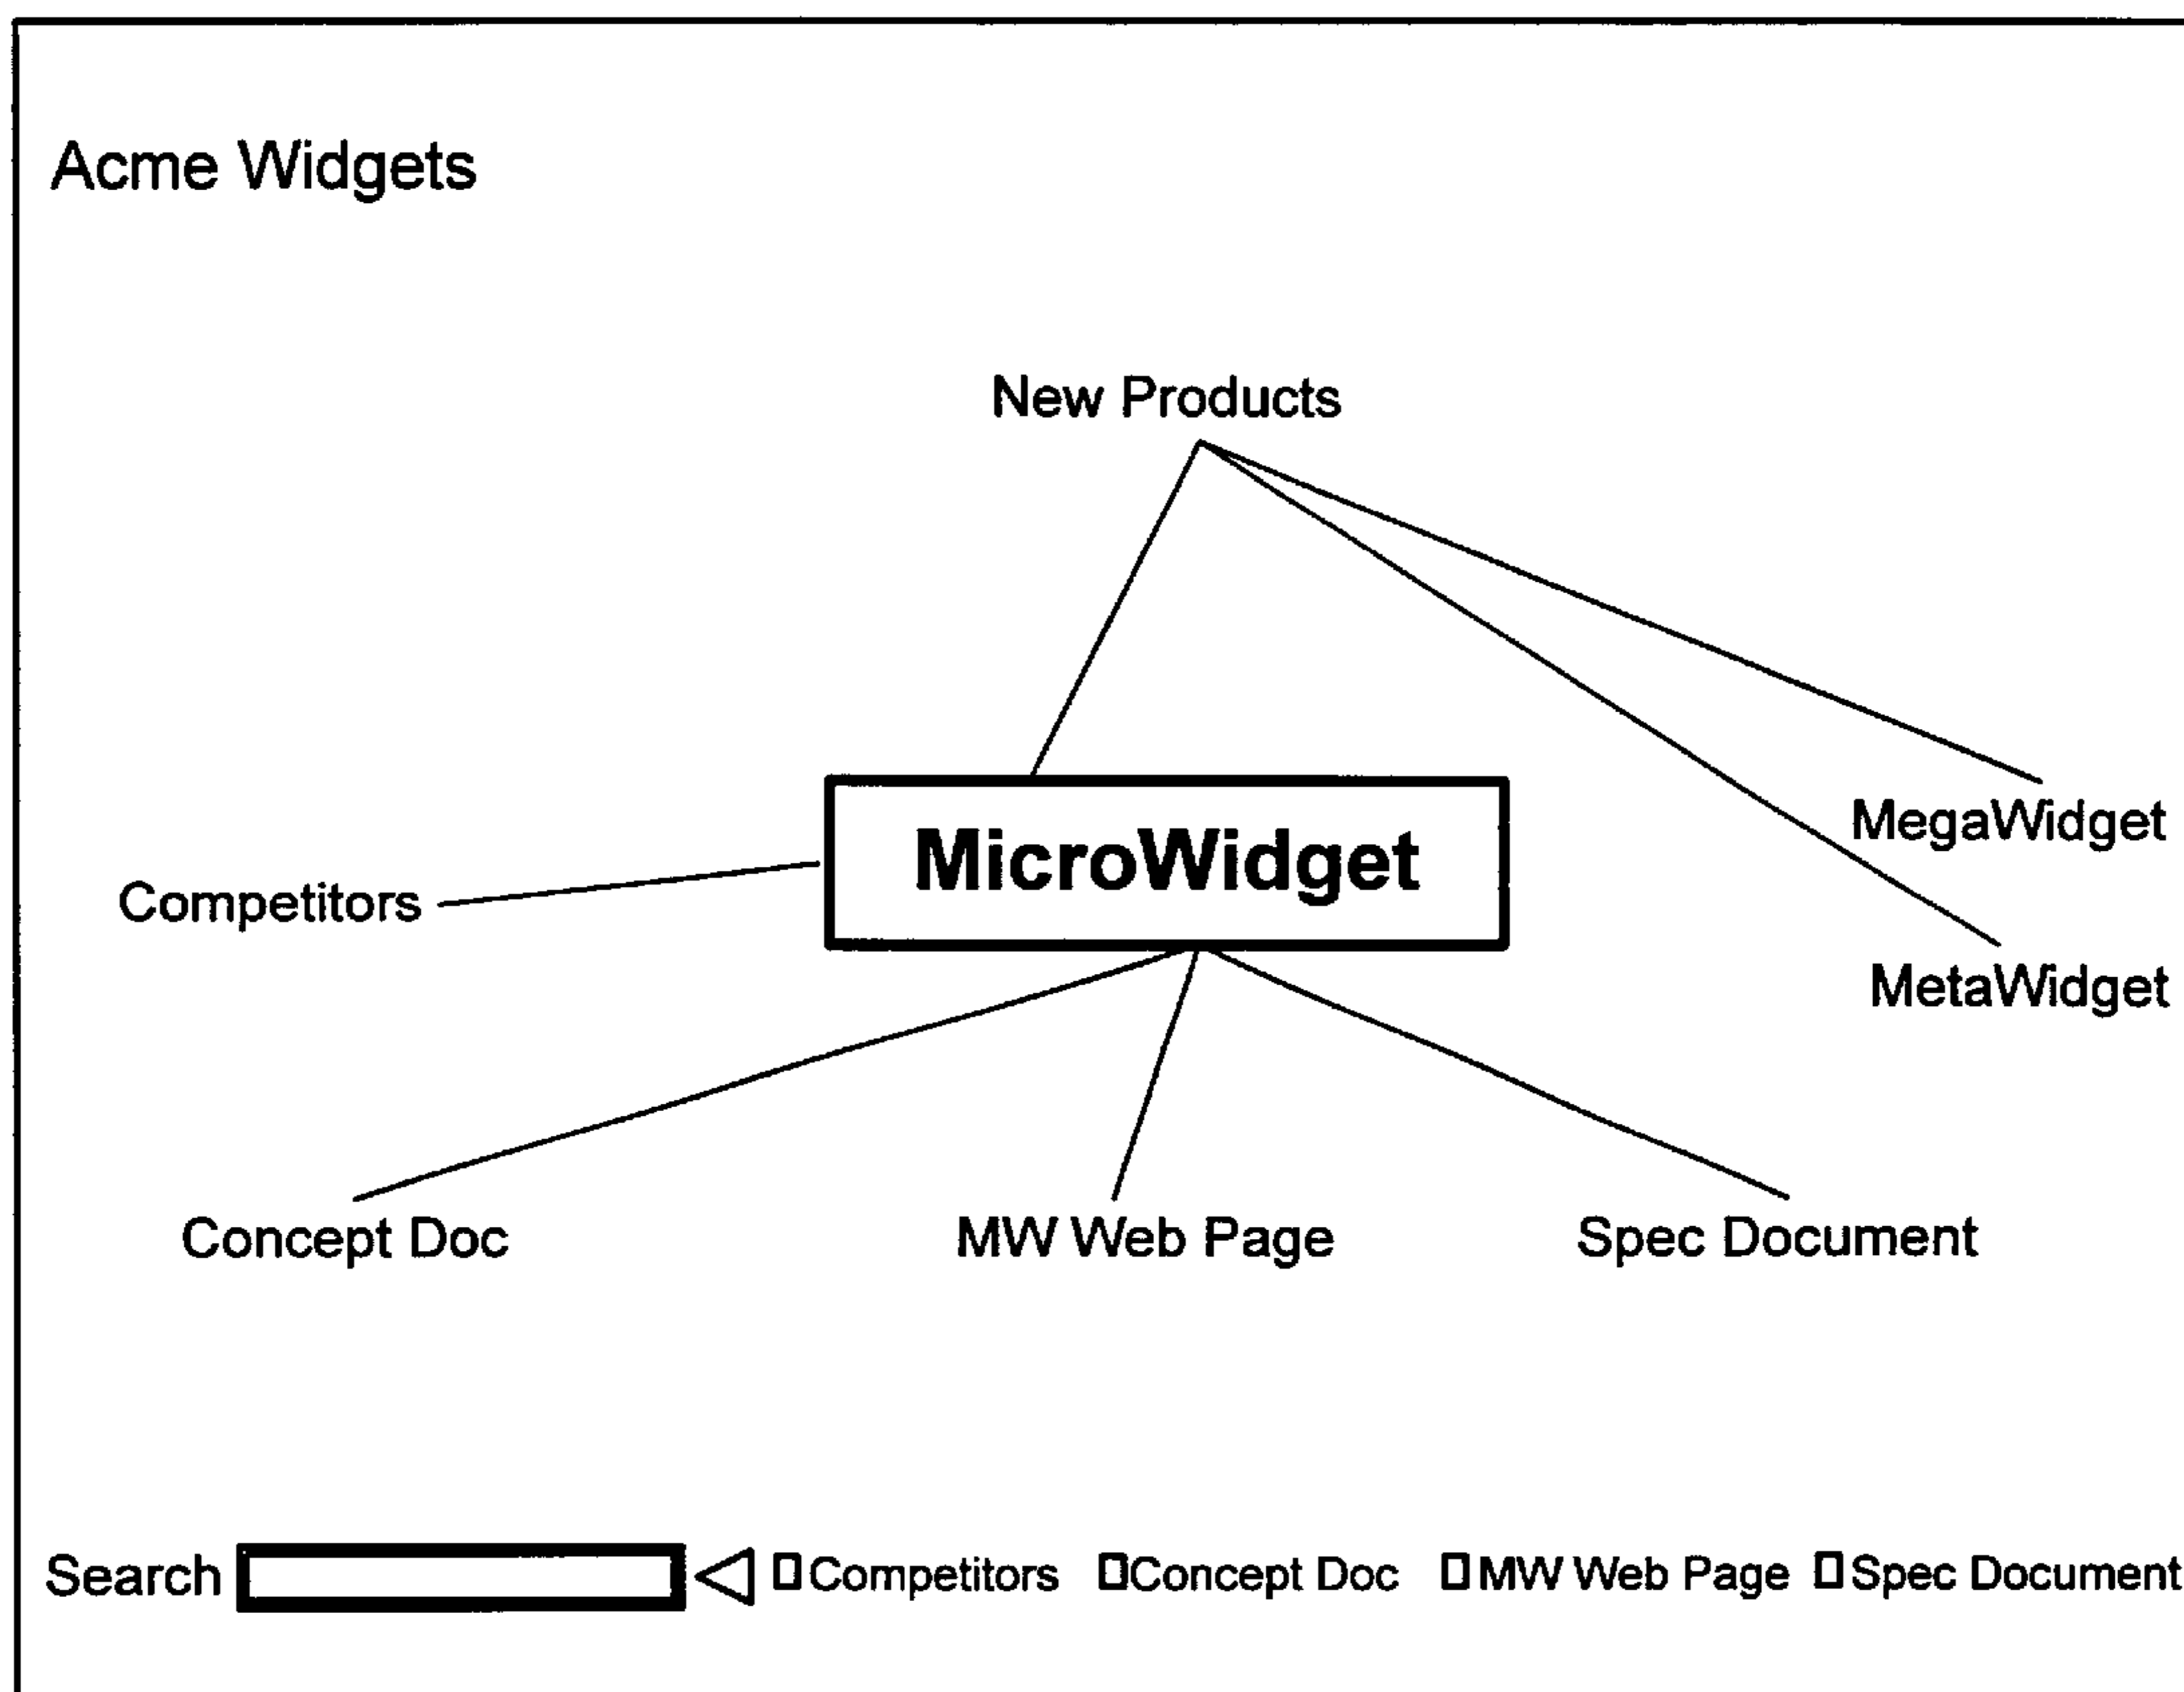 Acme Widgets
New Products
MicroWidget
MegaWidget
Competitors
MetaWidget
Concept Doc
MW Web Page
Spec Document
Search Competitors Concept Doc MW Web Page Spec Document